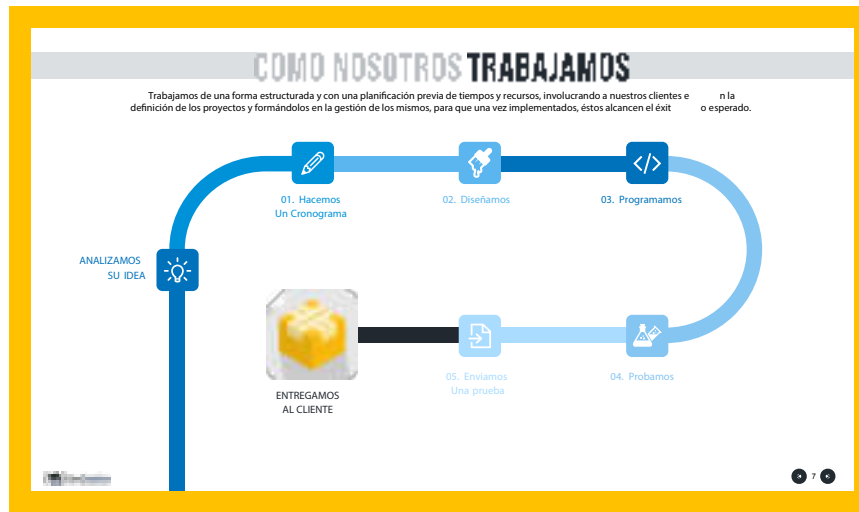 COMO NOSOTROS TRABAJAMOS
Trabajamos de una forma estructurada y con una planificación previa de tiempos y recursos, involucrando a nuestros clientes e n la
definición de los proyectos y formándolos en la gestión de los mismos, para que una vez implementados, éstos alcancen el éxit o esperado.
01. Hacemos
Un Cronograma
02. Diseñamos
</>
03. Programamos
ANALIZAMOS
SU IDEA
ENTREGAMOS
AL CLIENTE
05. Enviamos
Una prueba
04. Probamos
7